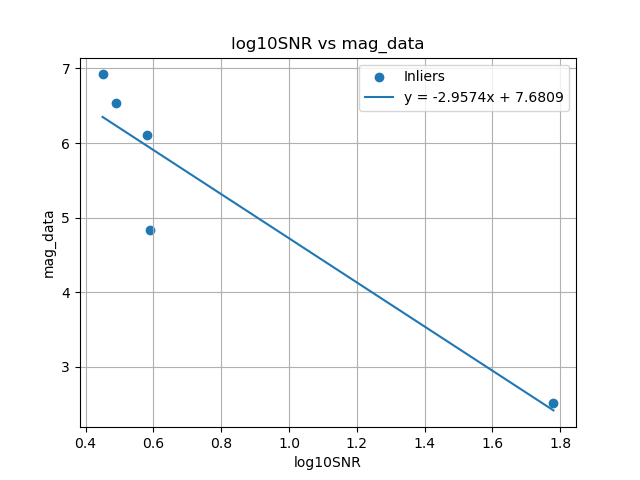 log10SNR vs mag_data
Inliers
y = -2.9574x + 7.6809
7
6
5
4
3
mag_data
0.4 0.6 0.8 1.0 1.2 1.4 1.6 1.8
log10SNR